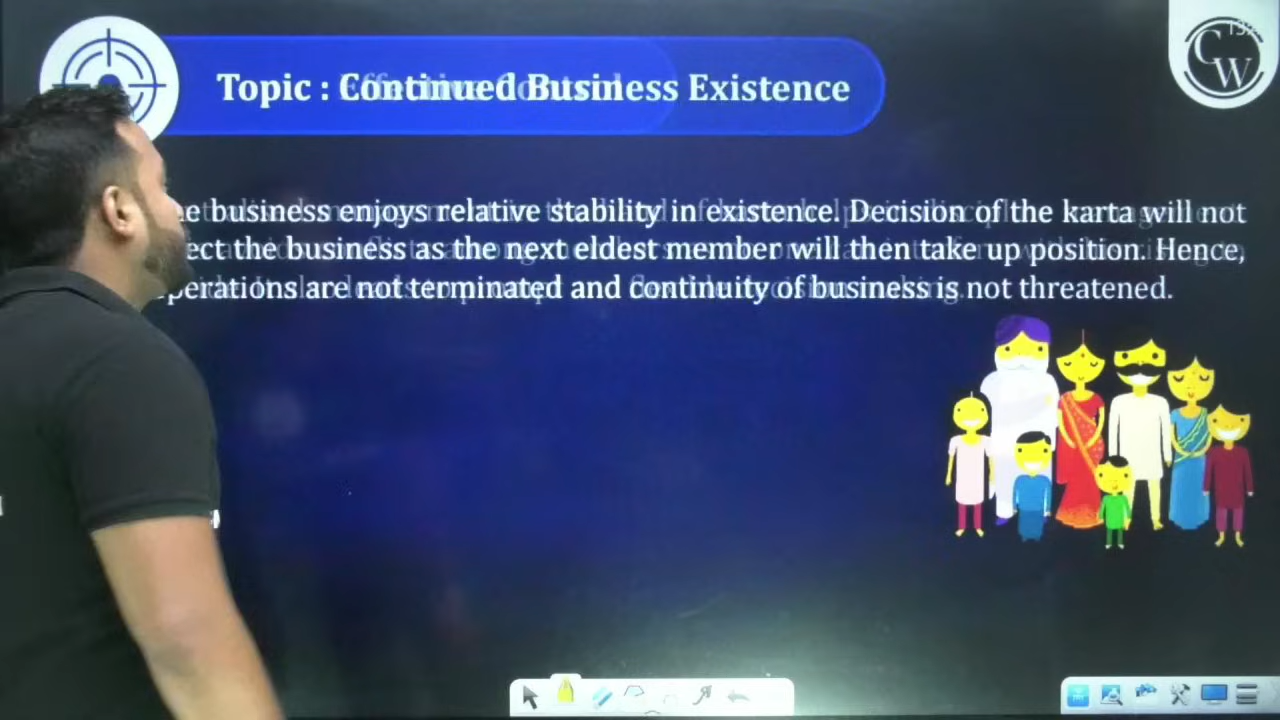 Topic : Continued Business Existence
business enjoys relative stability in existence. Decision of the karta will not
the business as the next eldest member will then take up position. Hence,
operations are not terminated and continuity of business is not threatened.
CW